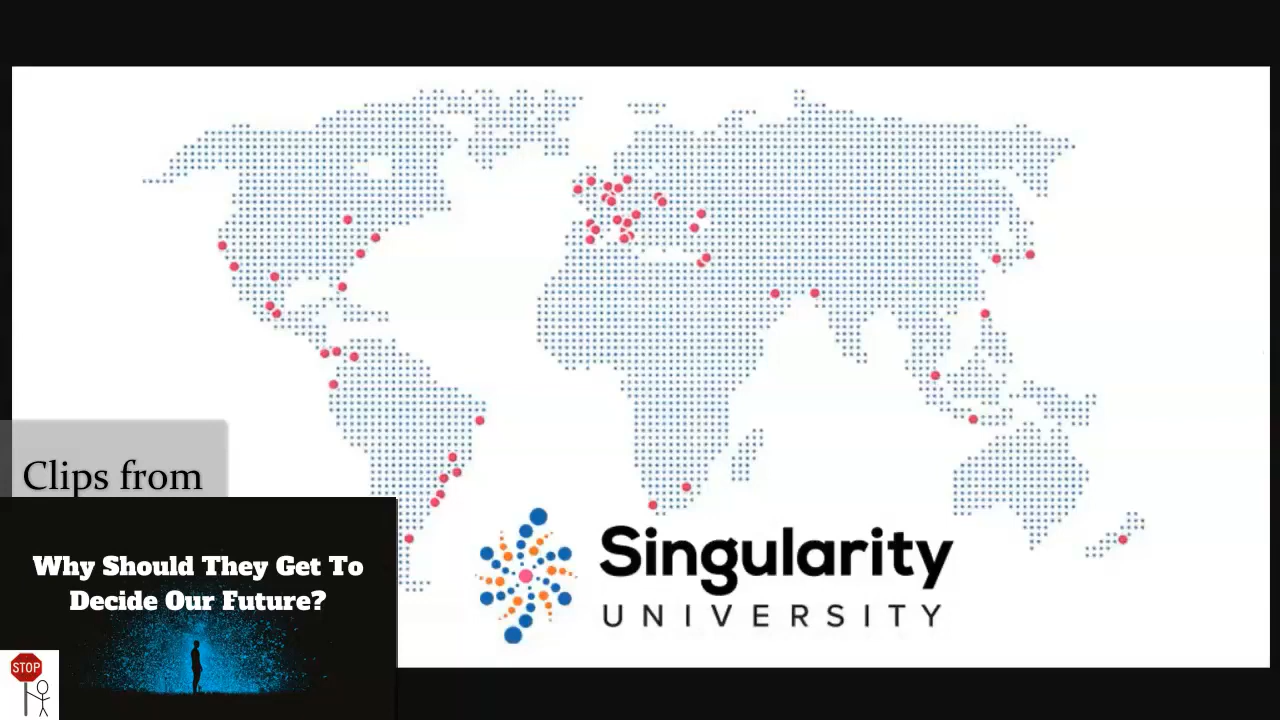 Singularity
UNIVERSITY
Clips from
Why Should They Get To
Decide Our Future?
STOP